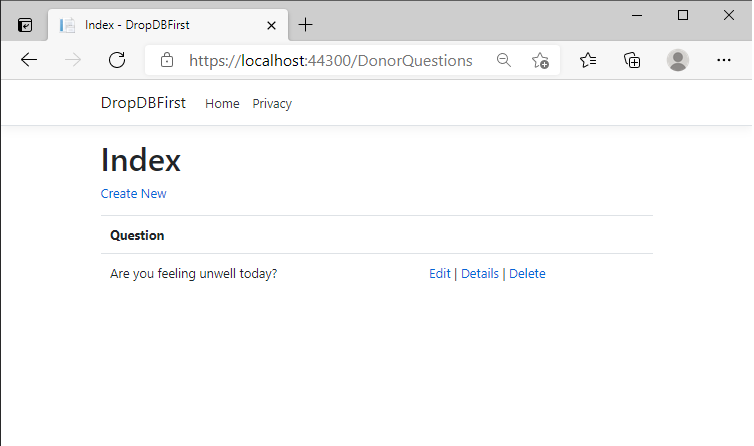 Index - DropDBFirst
https://localhost:44300/DonorQuestions
DropDBFirst Home Privacy
Index
Create New
Question
Are you feeling unwell today? Edit | Details | Delete